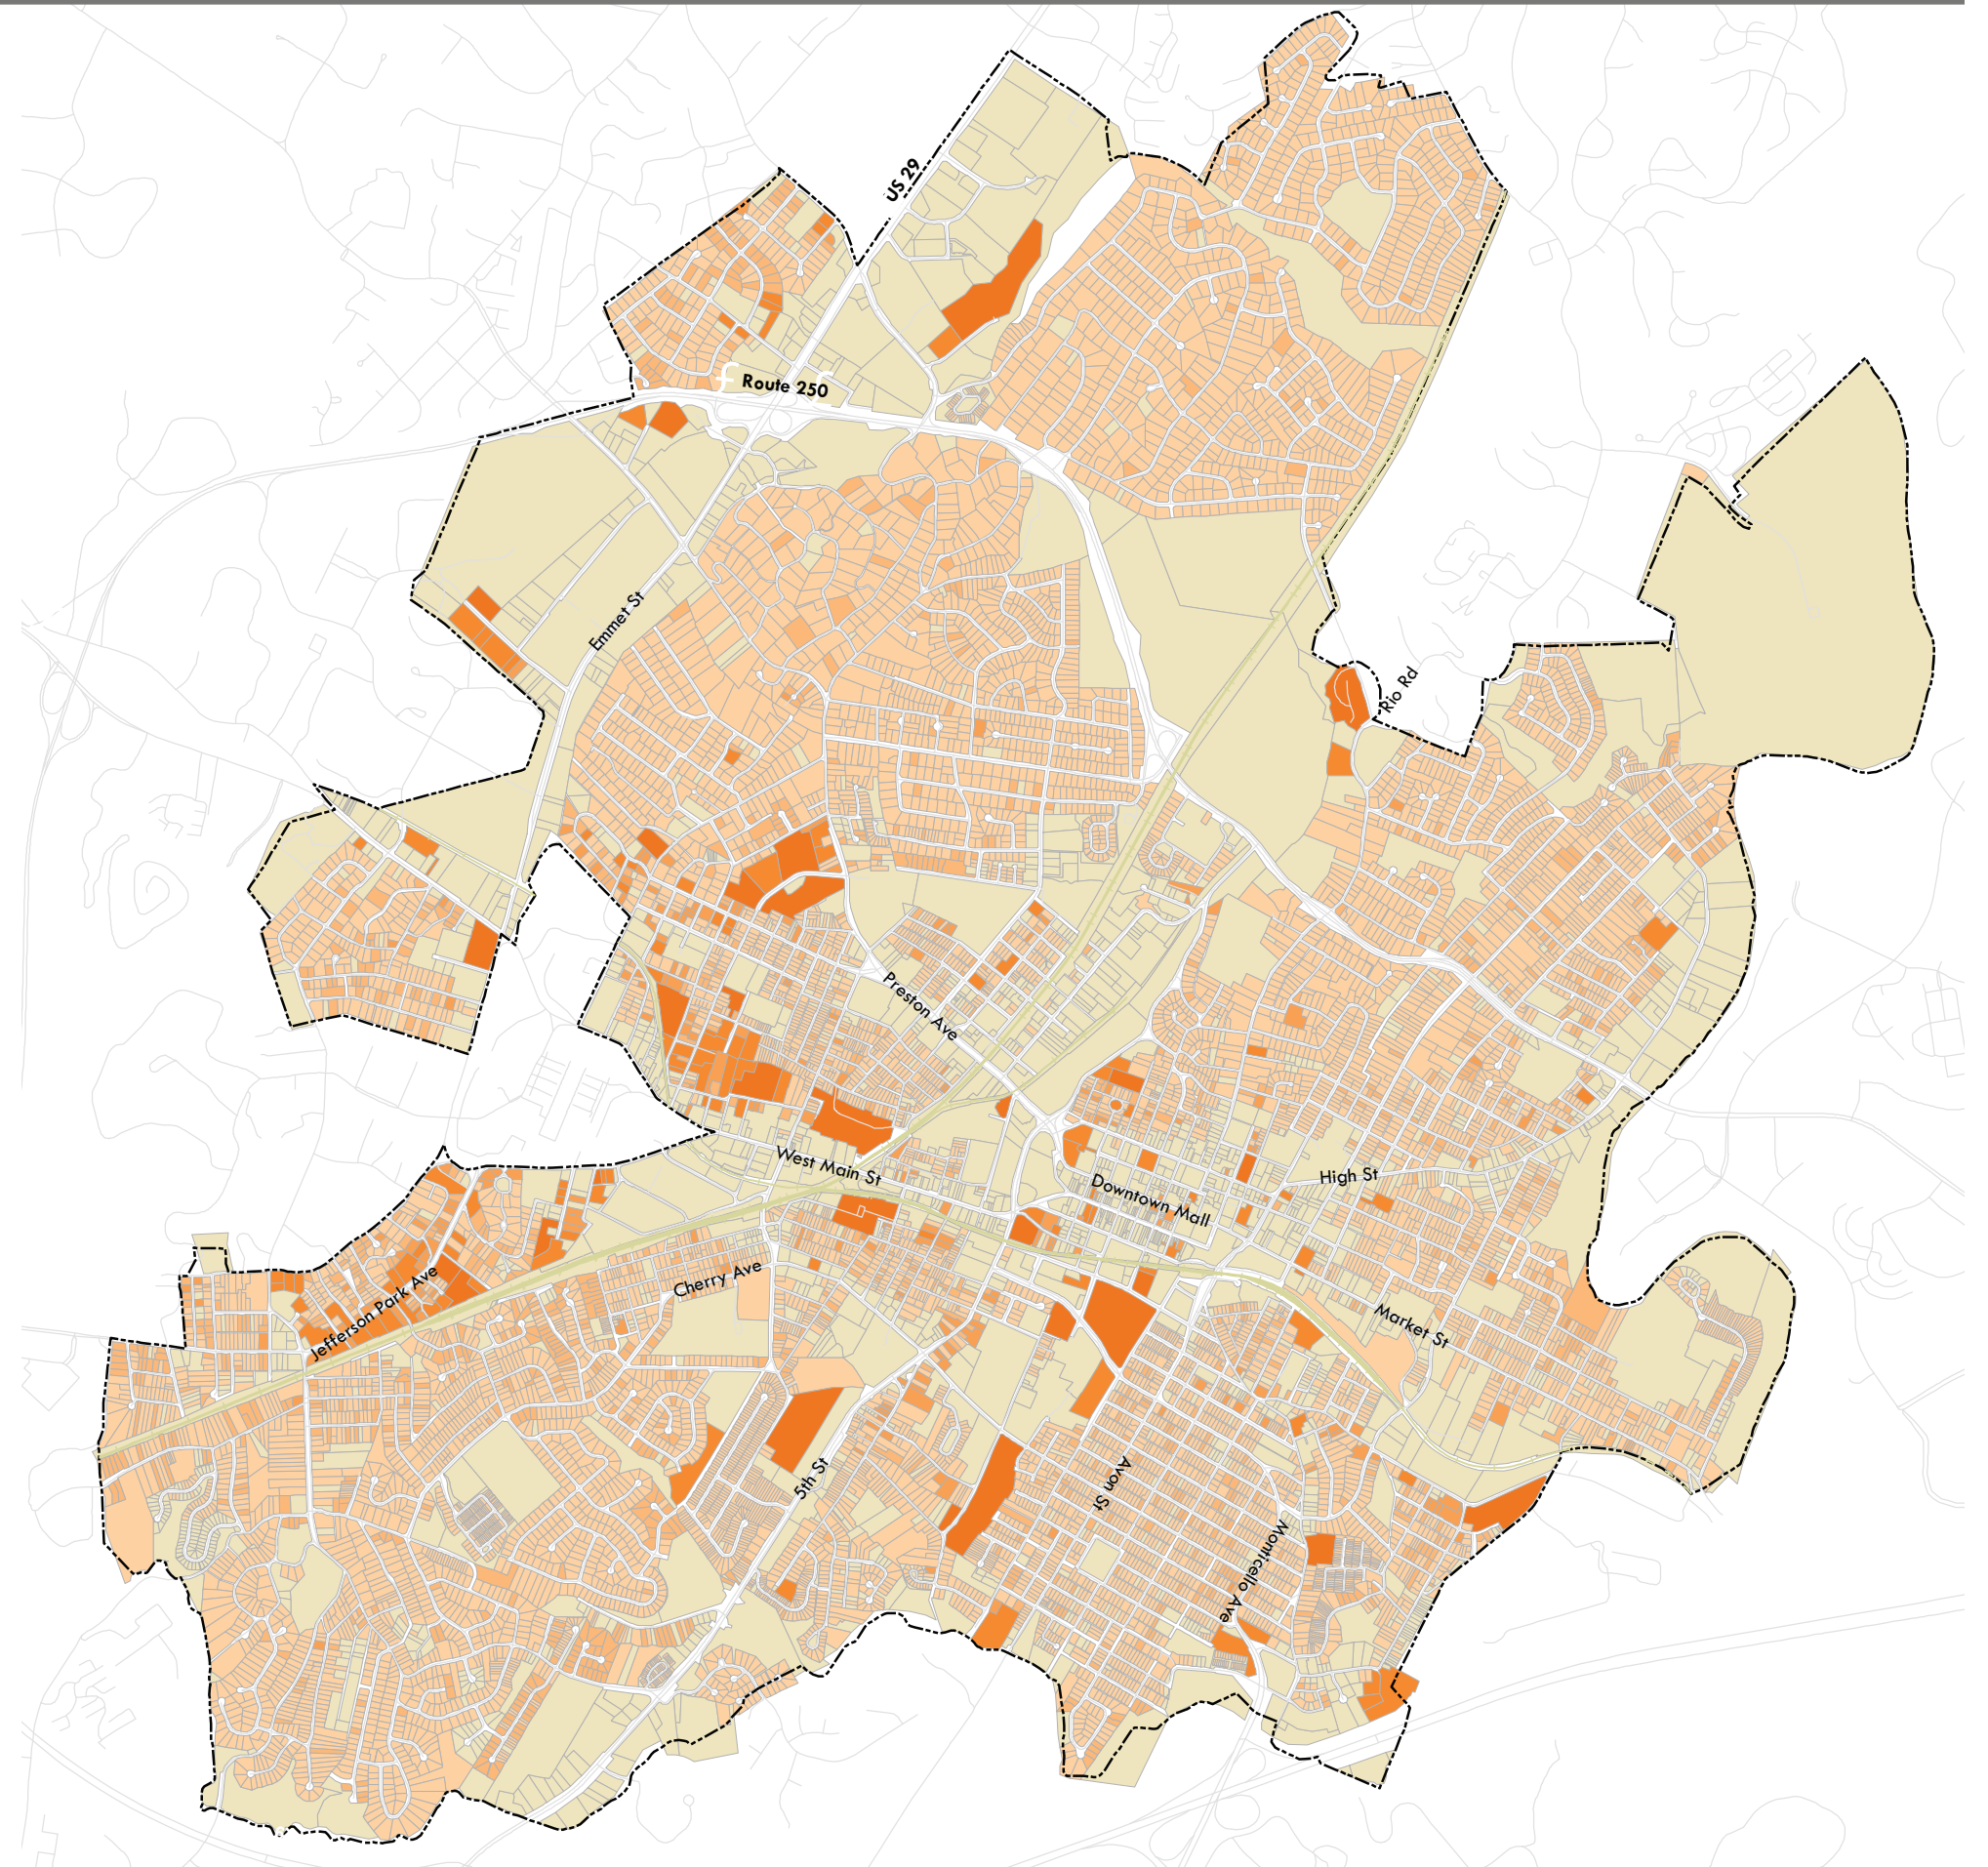 US 29
Route 250
Emmet St
Rio Rd
Preston Ave
West Main St
High St
Downtown Mall
Cherry Ave
Jefferson Park Ave
Market St
5th St
Avon St
Monticello Ave